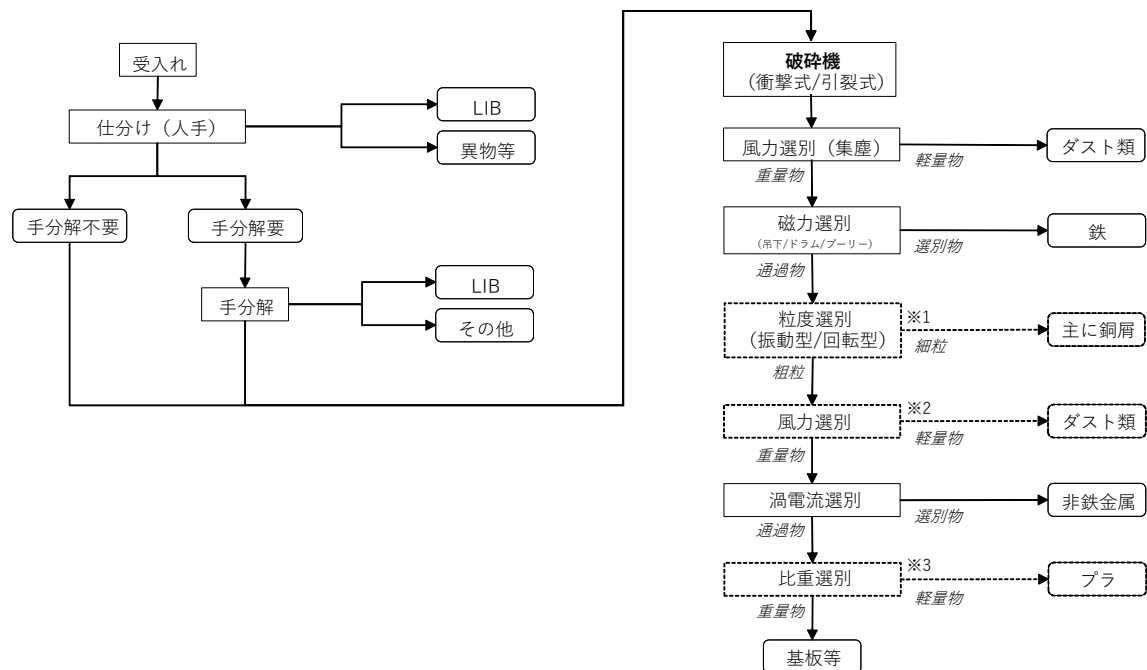 受入れ
仕分け（人手）
LIB
異物等
手分解不要
手分解要
手分解
LIB
その他
破砕機
（衝撃式/引裂式）
風力選別（集塵）
軽量物
ダスト類
重量物
磁力選別
（吊下/ドラム/プーリー）
選別物
鉄
通過物
粒度選別
（振動型/回転型）
※1
細粒
主に銅屑
粗粒
風力選別
※2
軽量物
ダスト類
重量物
渦電流選別
選別物
非鉄金属
通過物
比重選別
※3
軽量物
プラ
重量物
基板等